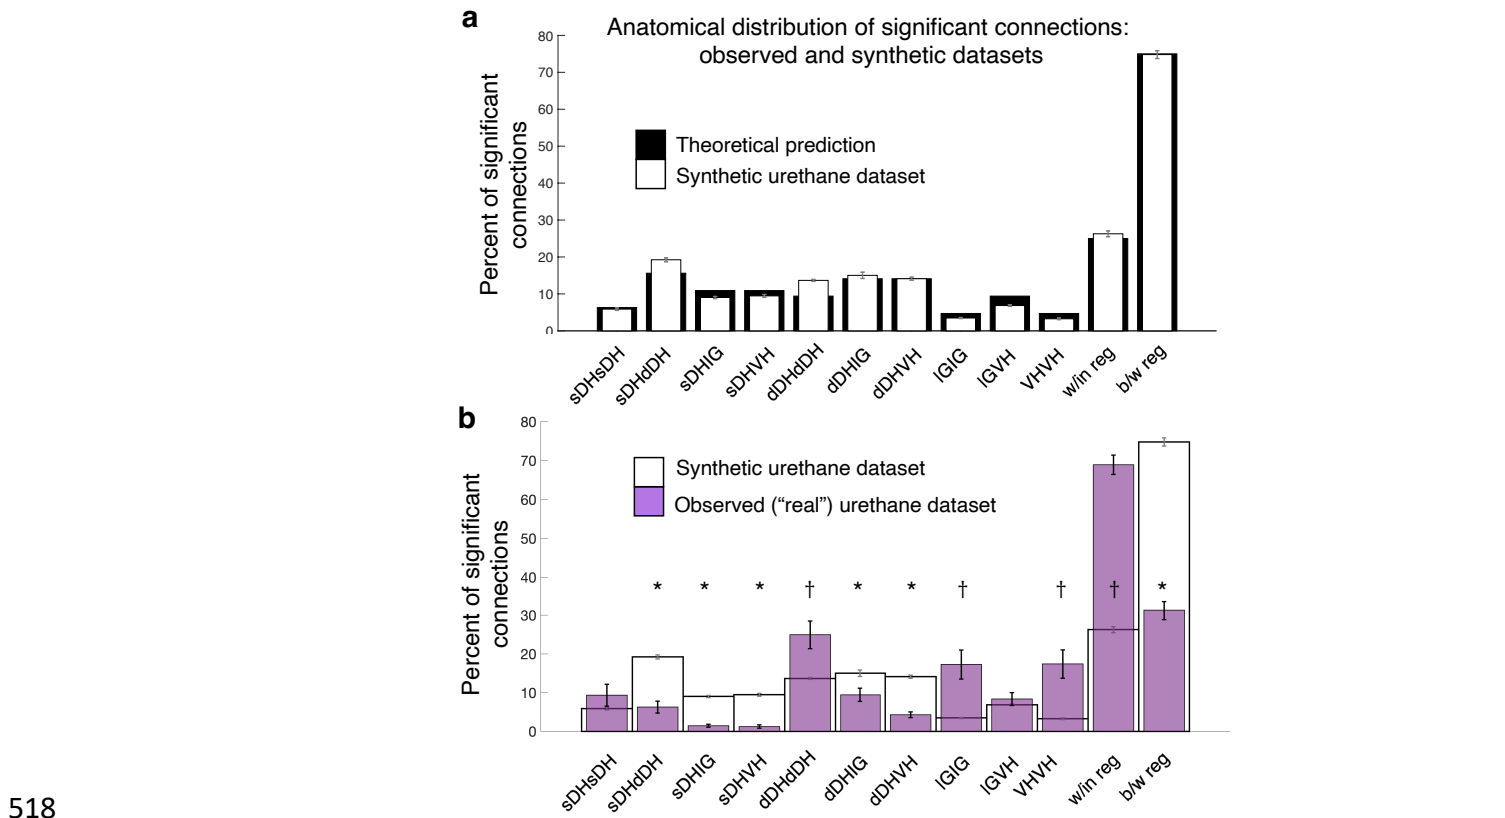 a
Anatomical distribution of significant connections:
observed and synthetic datasets
Percent of significant
connections
80
70
60
50
40
30
20
10
0
Theoretical prediction
Synthetic urethane dataset
sDHsDH
sDHdDH
sDHIG
sDHVH
dDHdDH
dDHIG
dDHVH
IGIG
IGVH
VHVH
w/in reg
b/w reg
b
Percent of significant
connections
80
70
60
50
40
30
20
10
0
Synthetic urethane dataset
Observed (“real”) urethane dataset
* * * † * * † † † *
sDHsDH
sDHdDH
sDHIG
sDHVH
dDHdDH
dDHIG
dDHVH
IGIG
IGVH
VHVH
w/in reg
b/w reg
518